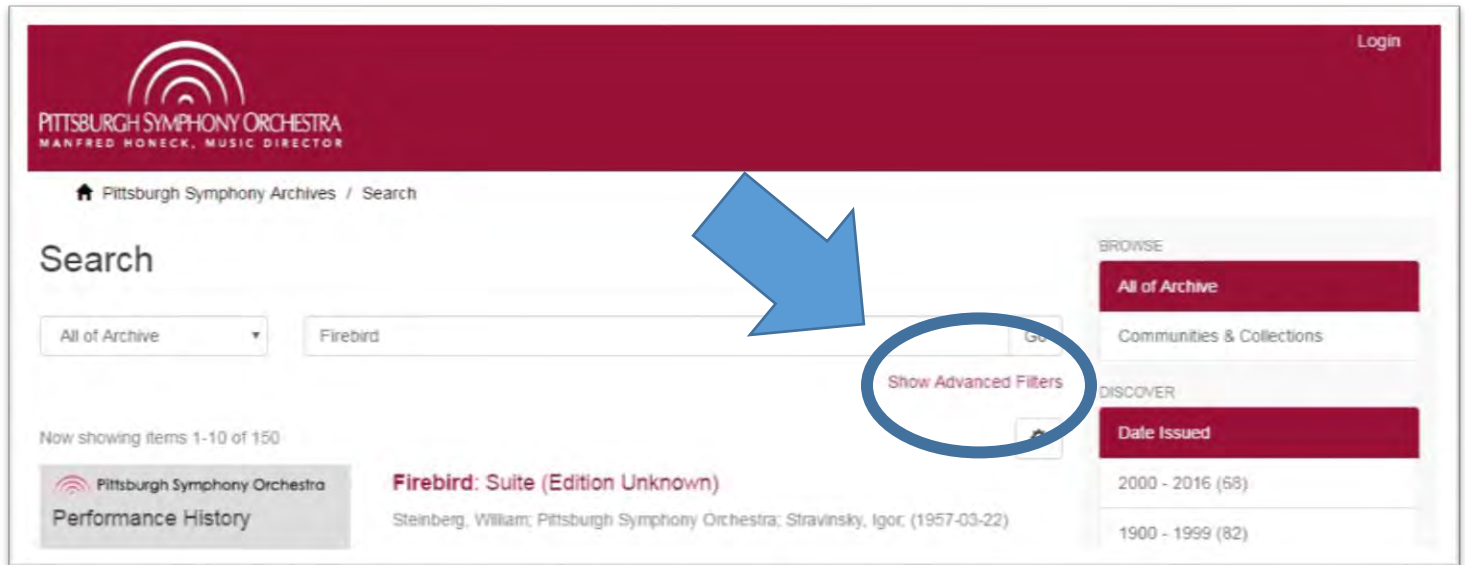 Login
PITTSBURGH SYMPHONY ORCHESTRA
MANFRED HONECK, MUSIC DIRECTOR
Pittsburgh Symphony Archives / Search
Search
All of Archive
Firebird
Go
Show Advanced Filters
Now showing items 1-10 of 150
Pittsburgh Symphony Orchestra
Performance History
Firebird: Suite (Edition Unknown)
Steinberg, William; Pittsburgh Symphony Orchestra; Stravinsky, Igor; (1957-03-22)
BROWSE
All of Archive
Communities & Collections
DISCOVER
Date Issued
2000 - 2016 (68)
1900 - 1999 (82)